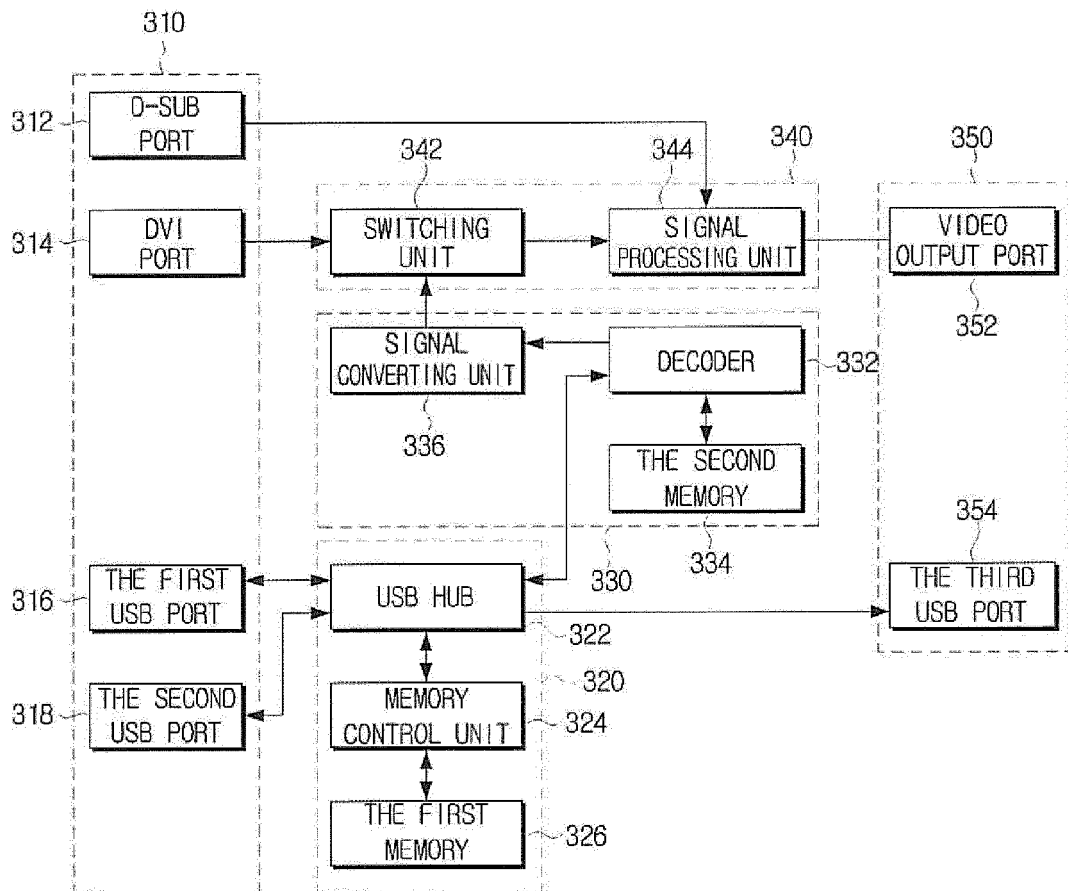 310
312
D-SUB
PORT
342
344
340
350
314
DVI
PORT
SWITCHING
UNIT
SIGNAL
PROCESSING UNIT
VIDEO
OUTPUT PORT
352
SIGNAL
CONVERTING UNIT
336
DECODER
332
THE SECOND
MEMORY
334
330
354
316
THE FIRST
USB PORT
USB HUB
322
THE THIRD
USB PORT
320
318
THE SECOND
USB PORT
MEMORY
CONTROL UNIT
324
THE FIRST
MEMORY
326